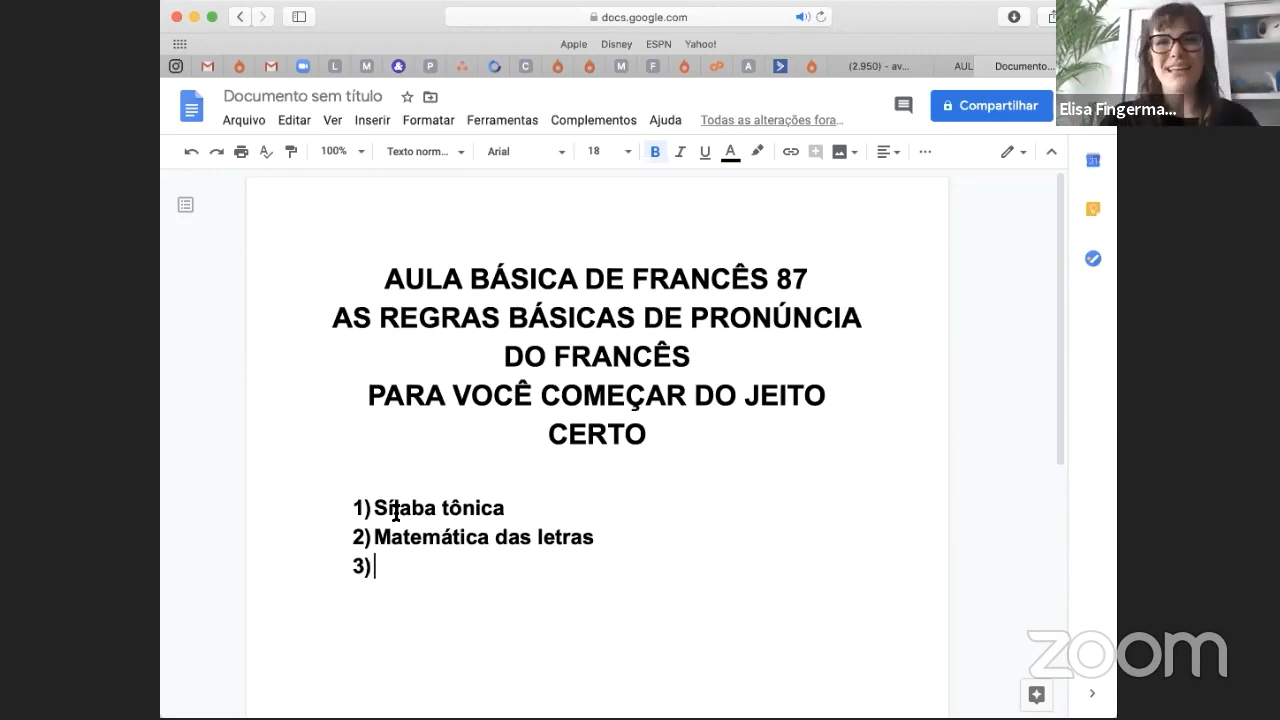 docs.google.com
Apple Disney ESPN Yahoo!
L M & P C M F A (2.950) - av... AUL Documento...
Documento sem título
Compartilhar
Elisa Fingerma...
Arquivo Editar Ver Inserir Formatar Ferramentas Complementos Ajuda Todas as alterações fora...
100% Texto norm... Arial 18 B I U A
AULA BÁSICA DE FRANCÊS 87
AS REGRAS BÁSICAS DE PRONÚNCIA
DO FRANCÊS
PARA VOCÊ COMEÇAR DO JEITO
CERTO
1) Sílaba tônica
2) Matemática das letras
3)
zoom